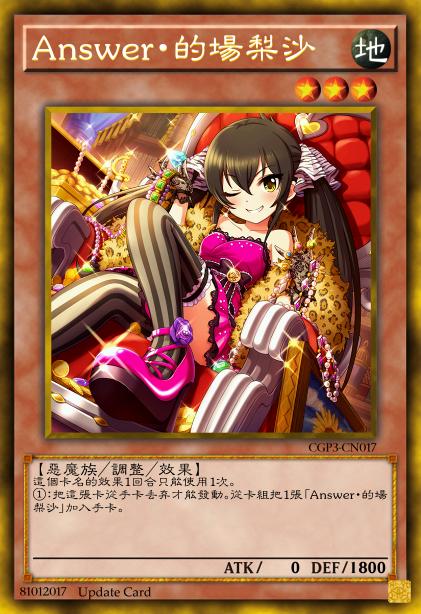 Answer・的場梨沙
地
CGP3-CN017
【惡魔族／調整／效果】
這個卡名的效果1回合只能使用1次。
①：把這張卡從手卡丟弃才能發動。從卡組把1張「Answer・的場
梨沙」加入手卡。
ATK/ 0 DEF/1800
81012017 Update Card